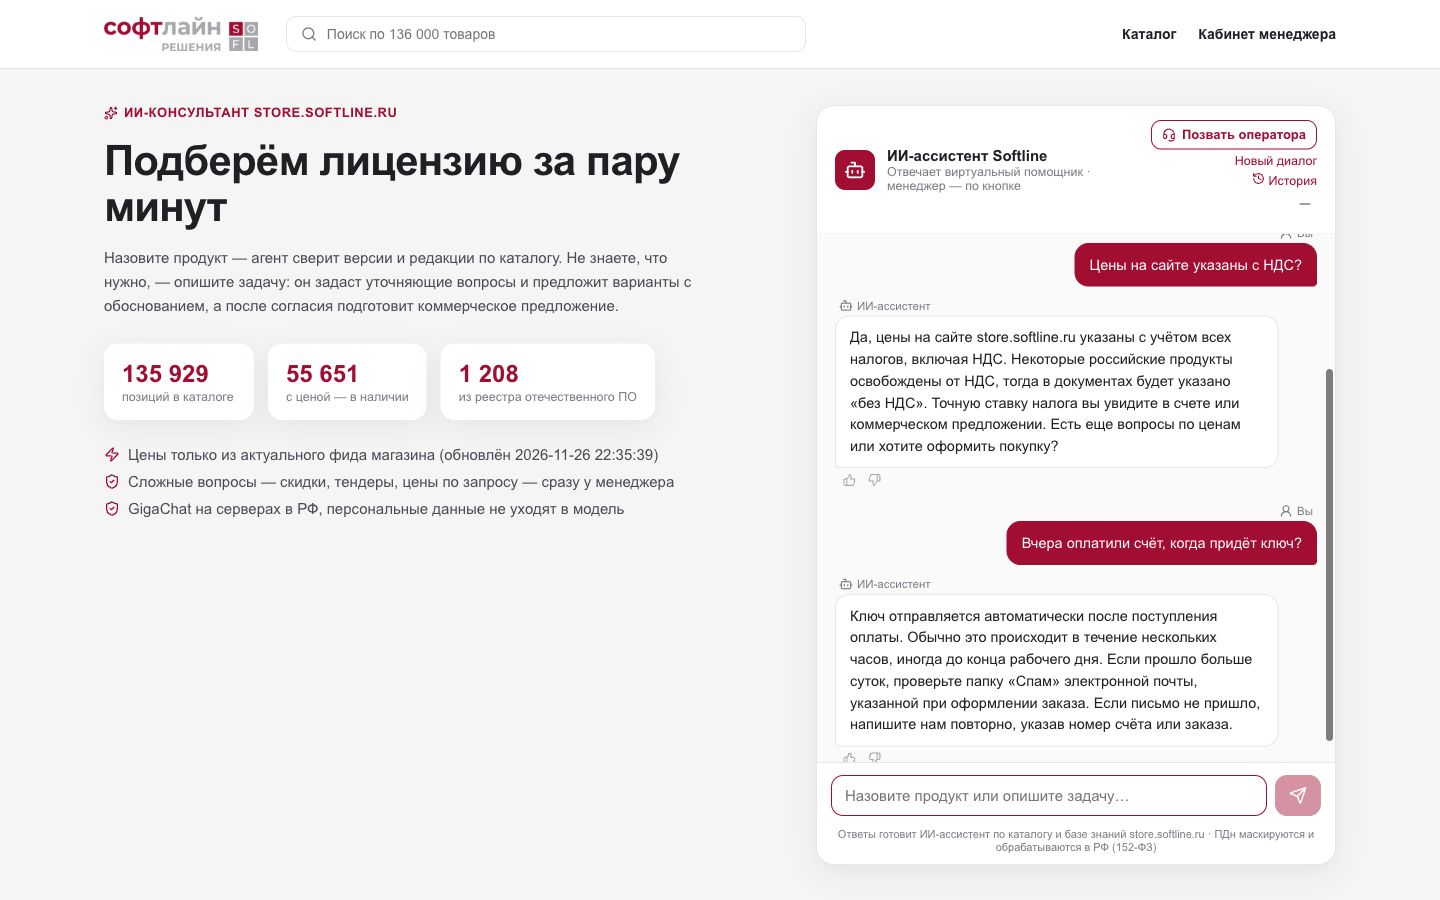 софтлайн
РЕШЕНИЯ
SO
FL
Поиск по 136 000 товаров
Каталог
Кабинет менеджера
ИИ-КОНСУЛЬТАНТ STORE.SOFTLINE.RU
Подберём лицензию за пару
минут
Назовите продукт — агент сверит версии и редакции по каталогу. Не знаете, что
нужно, — опишите задачу: он задаст уточняющие вопросы и предложит варианты с
обоснованием, а после согласия подготовит коммерческое предложение.
135 929
позиций в каталоге
55 651
с ценой — в наличии
1 208
из реестра отечественного ПО
Цены только из актуального фида магазина (обновлён 2026-11-26 22:35:39)
Сложные вопросы — скидки, тендеры, цены по запросу — сразу у менеджера
GigaChat на серверах в РФ, персональные данные не уходят в модель
ИИ-ассистент Softline
Отвечает виртуальный помощник ·
менеджер — по кнопке
Позвать оператора
Новый диалог
История
Вы
Цены на сайте указаны с НДС?
ИИ-ассистент
Да, цены на сайте store.softline.ru указаны с учётом всех
налогов, включая НДС. Некоторые российские продукты
освобождены от НДС, тогда в документах будет указано
«без НДС». Точную ставку налога вы увидите в счете или
коммерческом предложении. Есть еще вопросы по ценам
или хотите оформить покупку?
Вы
Вчера оплатили счёт, когда придёт ключ?
ИИ-ассистент
Ключ отправляется автоматически после поступления
оплаты. Обычно это происходит в течение нескольких
часов, иногда до конца рабочего дня. Если прошло больше
суток, проверьте папку «Спам» электронной почты,
указанной при оформлении заказа. Если письмо не пришло,
напишите нам повторно, указав номер счёта или заказа.
Назовите продукт или опишите задачу…
Ответы готовит ИИ-ассистент по каталогу и базе знаний store.softline.ru · ПДн маскируются и
обрабатываются в РФ (152-ФЗ)